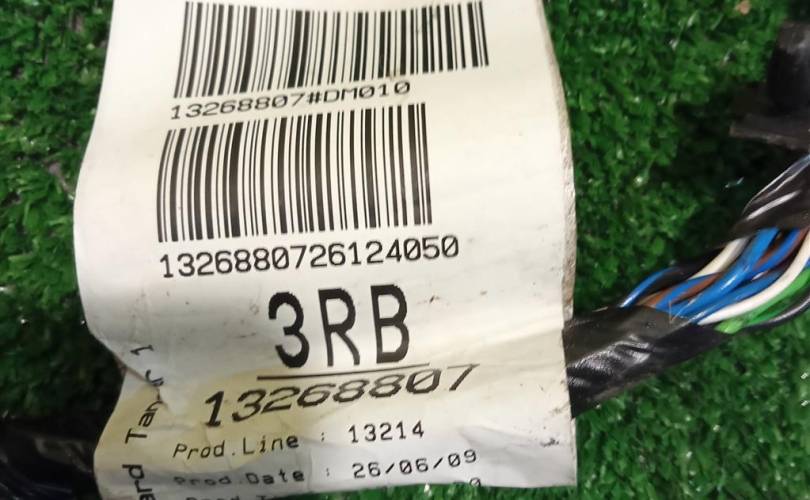 13268807#DM010
1326880726124050
3RB
13268807
Prod.Line : 13214
Prod.Date : 26/06/09